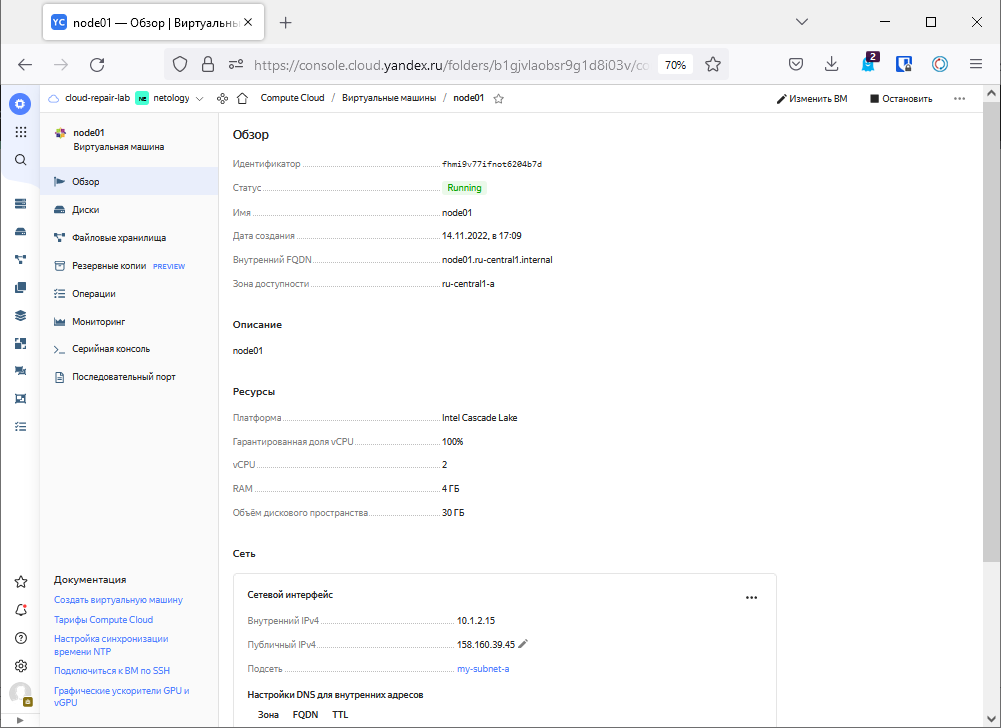 YC node01 — Обзор | Виртуальны
https://console.cloud.yandex.ru/folders/b1gjvlaobsr9g1d8i03v/co 70% 2
cloud-repair-lab NE netology Compute Cloud / Виртуальные машины / node01 Изменить ВМ Остановить
node01
Виртуальная машина
Обзор
Диски
Файловые хранилища
Резервные копии PREVIEW
Операции
Мониторинг
Серийная консоль
Последовательный порт
Документация
Создать виртуальную машину
Тарифы Compute Cloud
Настройка синхронизации
времени NTP
Подключиться к ВМ по SSH
Графические ускорители GPU и
vGPU
Обзор
Идентификатор fhmi9v77ifnot6204b7d
Статус Running
Имя node01
Дата создания 14.11.2022, в 17:09
Внутренний FQDN node01.ru-central1.internal
Зона доступности ru-central1-a
Описание
node01
Ресурсы
Платформа Intel Cascade Lake
Гарантированная доля vCPU 100%
vCPU 2
RAM 4 ГБ
Объём дискового пространства 30 ГБ
Сеть
Сетевой интерфейс
Внутренний IPv4 10.1.2.15
Публичный IPv4 158.160.39.45
Подсеть my-subnet-a
Настройки DNS для внутренних адресов
Зона FQDN TTL